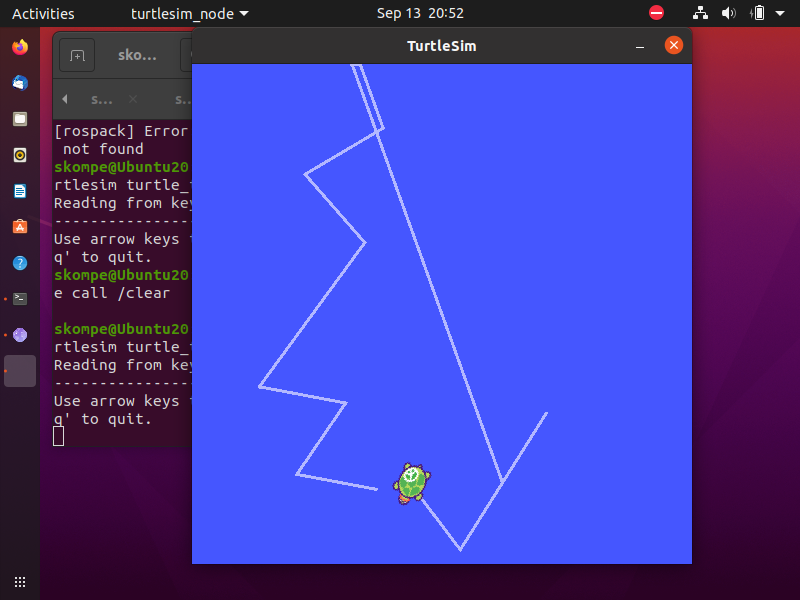 Activities
turtlesim_node
Sep 13 20:52
TurtleSim
sko...
s...
s..
[rospack] Error
not found
skompe@Ubuntu20
rtlesim turtle_
Reading from key
-----------------
Use arrow keys
q' to quit.
skompe@Ubuntu20
e call /clear
skompe@Ubuntu20
rtlesim turtle_
Reading from key
-----------------
Use arrow keys
q' to quit.